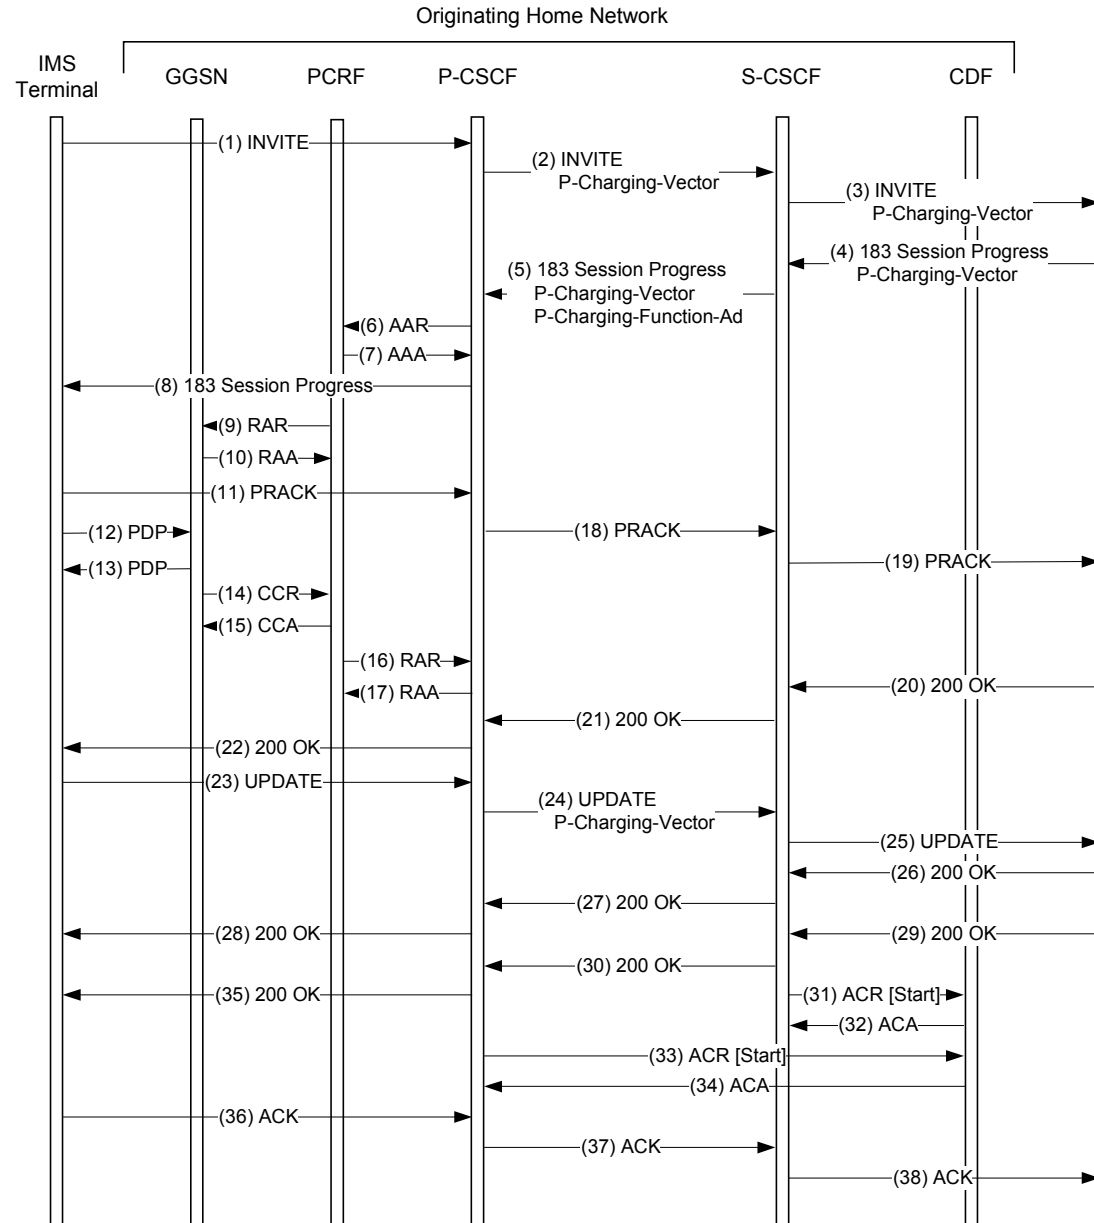 Originating Home Network
IMS
Terminal
GGSN
PCRF
P-CSCF
S-CSCF
CDF
(1) INVITE
(2) INVITE
P-Charging-Vector
(3) INVITE
P-Charging-Vector
(4) 183 Session Progress
P-Charging-Vector
(5) 183 Session Progress
P-Charging-Vector
P-Charging-Function-Ad
(6) AAR
(7) AAA
(8) 183 Session Progress
(9) RAR
(10) RAA
(11) PRACK
(12) PDP
(18) PRACK
(19) PRACK
(13) PDP
(14) CCR
(15) CCA
(16) RAR
(17) RAA
(20) 200 OK
(21) 200 OK
(22) 200 OK
(23) UPDATE
(24) UPDATE
P-Charging-Vector
(25) UPDATE
(26) 200 OK
(27) 200 OK
(28) 200 OK
(29) 200 OK
(30) 200 OK
(35) 200 OK
(31) ACR [Start]
(32) ACA
(33) ACR [Start]
(34) ACA
(36) ACK
(37) ACK
(38) ACK